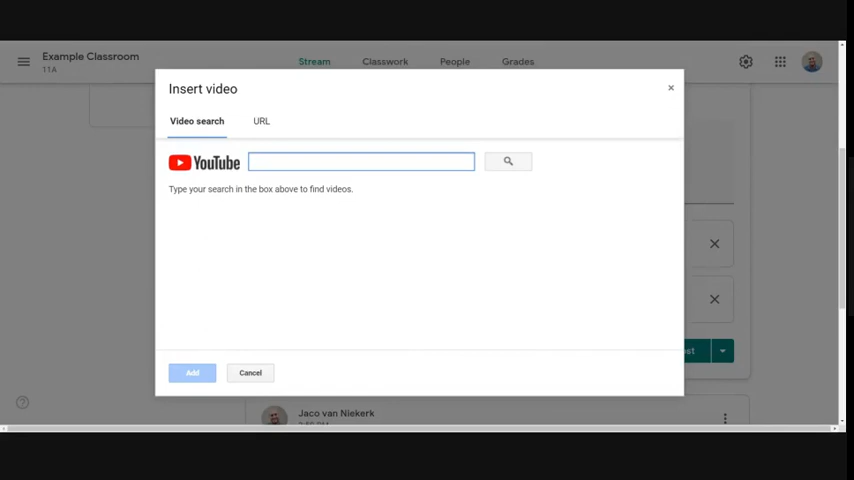 Example Classroom
11A
Stream
Classwork
People
Grades
Insert video
×
Video search
URL
YouTube
Type your search in the box above to find videos.
Add
Cancel
Jaco van Niekerk